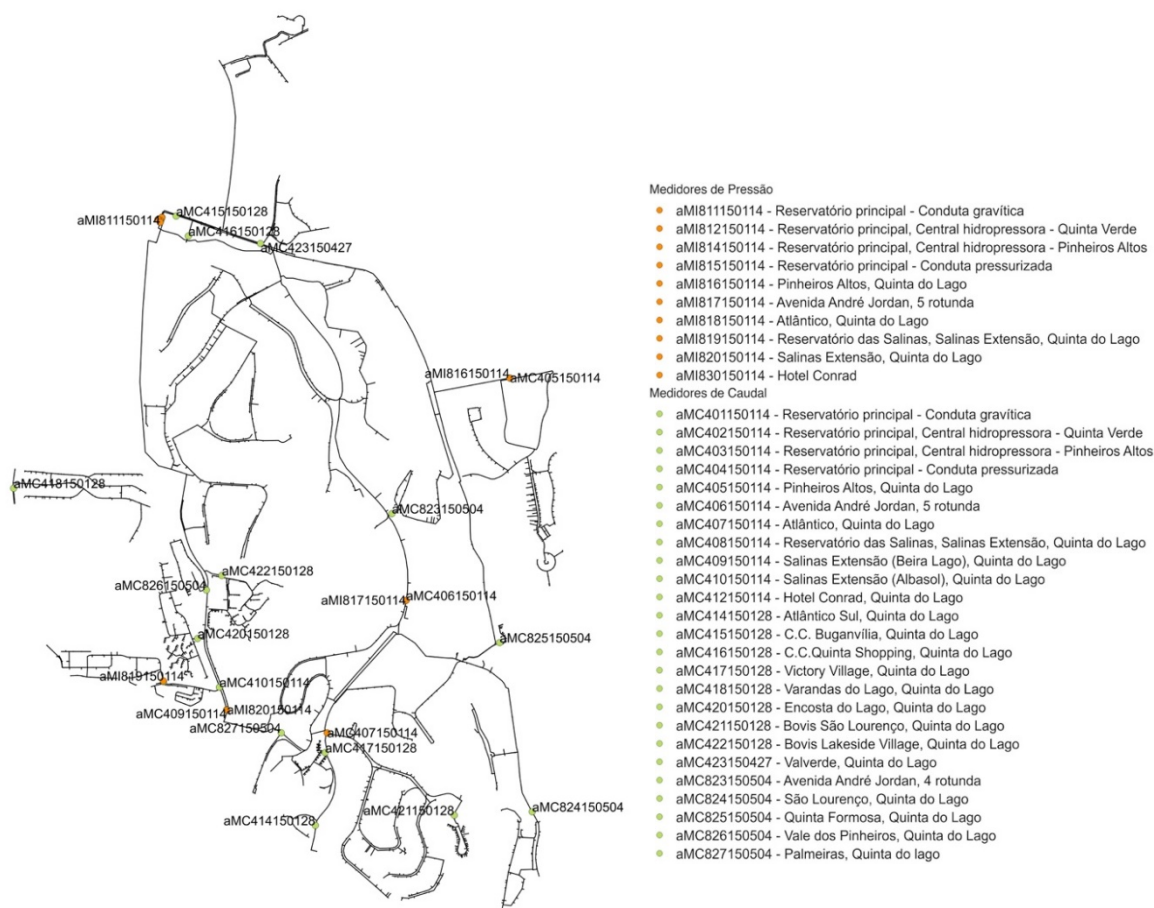 aMI811150114
aMC415150128
aMC416150128
aMC423150427
aMI816150114
aMC405150114
aMC418150128
aMC823150504
aMC422150128
aMC826150504
aMI817150114
aMC406150114
aMC420150128
aMC825150504
aMI819150114
aMC410150114
aMC409150114
aMI820150114
aMC827150504
aMC407150114
aMC417150128
aMC414150128
aMC421150128
aMC824150504
Medidores de Pressão
aMI811150114 - Reservatório principal - Conduta gravítica
aMI812150114 - Reservatório principal, Central hidropressora - Quinta Verde
aMI814150114 - Reservatório principal, Central hidropressora - Pinheiros Altos
aMI815150114 - Reservatório principal - Conduta pressurizada
aMI816150114 - Pinheiros Altos, Quinta do Lago
aMI817150114 - Avenida André Jordan, 5 rotunda
aMI818150114 - Atlântico, Quinta do Lago
aMI819150114 - Reservatório das Salinas, Salinas Extensão, Quinta do Lago
aMI820150114 - Salinas Extensão, Quinta do Lago
aMI830150114 - Hotel Conrad
Medidores de Caudal
aMC401150114 - Reservatório principal - Conduta gravítica
aMC402150114 - Reservatório principal, Central hidropressora - Quinta Verde
aMC403150114 - Reservatório principal, Central hidropressora - Pinheiros Altos
aMC404150114 - Reservatório principal - Conduta pressurizada
aMC405150114 - Pinheiros Altos, Quinta do Lago
aMC406150114 - Avenida André Jordan, 5 rotunda
aMC407150114 - Atlântico, Quinta do Lago
aMC408150114 - Reservatório das Salinas, Salinas Extensão, Quinta do Lago
aMC409150114 - Salinas Extensão (Beira Lago), Quinta do Lago
aMC410150114 - Salinas Extensão (Albasol), Quinta do Lago
aMC412150114 - Hotel Conrad, Quinta do Lago
aMC414150128 - Atlântico Sul, Quinta do Lago
aMC415150128 - C.C. Buganvília, Quinta do Lago
aMC416150128 - C.C.Quinta Shopping, Quinta do Lago
aMC417150128 - Victory Village, Quinta do Lago
aMC418150128 - Varandas do Lago, Quinta do Lago
aMC420150128 - Encosta do Lago, Quinta do Lago
aMC421150128 - Bovis São Lourenço, Quinta do Lago
aMC422150128 - Bovis Lakeside Village, Quinta do Lago
aMC423150427 - Valverde, Quinta do Lago
aMC823150504 - Avenida André Jordan, 4 rotunda
aMC824150504 - São Lourenço, Quinta do Lago
aMC825150504 - Quinta Formosa, Quinta do Lago
aMC826150504 - Vale dos Pinheiros, Quinta do Lago
aMC827150504 - Palmeiras, Quinta do lago